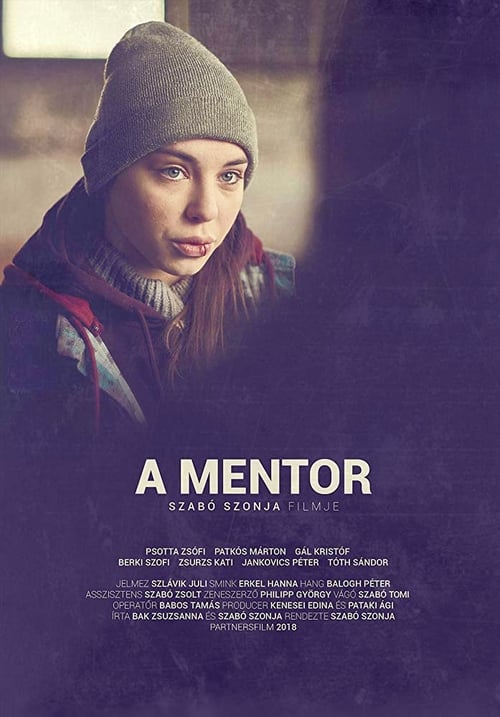 A MENTOR
SZABÓ SZONJA FILMJE
PSOTTA ZSÓFI PATKÓS MÁRTON GÁL KRISTÓF
BERKI SZOFI ZSURZS KATI JANKOVICS PÉTER TÓTH SÁNDOR
JELMEZ SZLÁVIK JULI SMINK ERKEL HANNA HANG BALOGH PÉTER
ASSZISZTENS SZABÓ ZSOLT ZENESZERZŐ PHILIPP GYÖRGY VÁGÓ SZABO TOMI
OPERATŐR BABOS TAMÁS PRODUCER KENESEI EDINA ÉS PATAKI ÁGI
ÍRTA BAK ZSUZSANNA ÉS SZABÓ SZONJA RENDEZTE SZABÓ SZONJA
PARTNERSFILM 2018